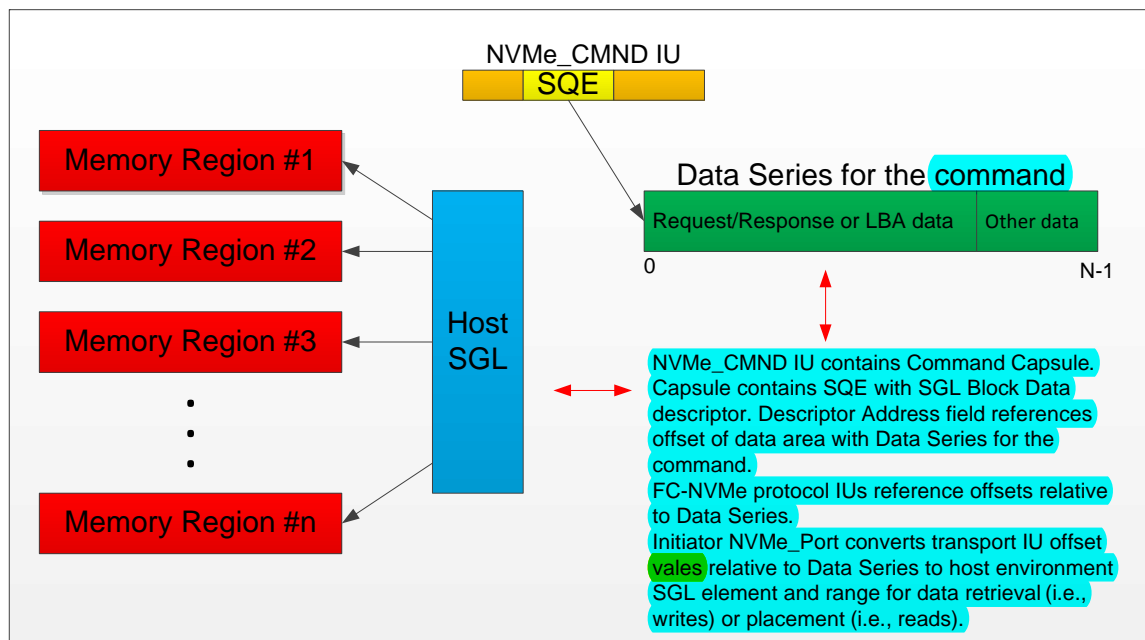 NVMe_CMND IU
SQE
Memory Region #1
Memory Region #2
Memory Region #3
Memory Region #n
Host
SGL
Data Series for the command
Request/Response or LBA data
Other data
0
N-1
NVMe_CMND IU contains Command Capsule.
Capsule contains SQE with SGL Block Data
descriptor. Descriptor Address field references
offset of data area with Data Series for the
command.
FC-NVMe protocol IUs reference offsets relative
to Data Series.
Initiator NVMe_Port converts transport IU offset
vales relative to Data Series to host environment
SGL element and range for data retrieval (i.e.,
writes) or placement (i.e., reads).